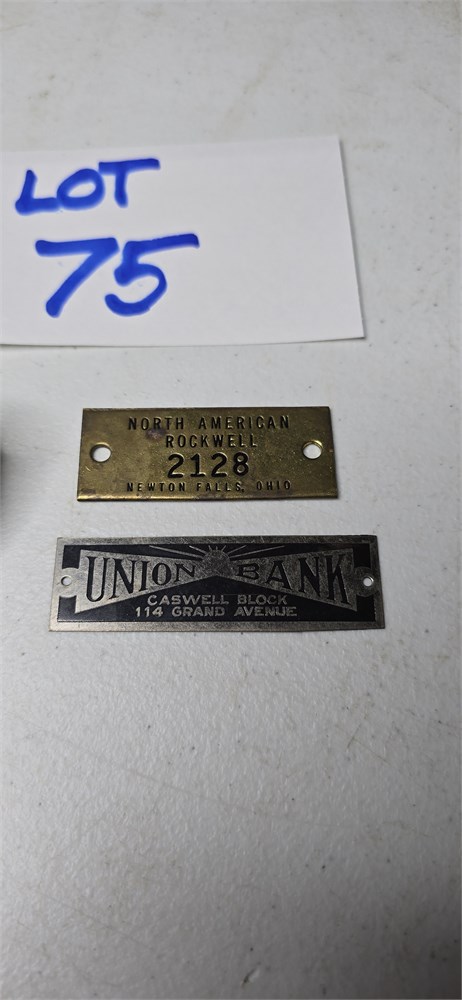 LOT
75
NORTH AMERICAN
ROCKWELL
2128
NEWTON FALLS, OHIO
UNION BANK
CASWELL BLOCK
114 GRAND AVENUE